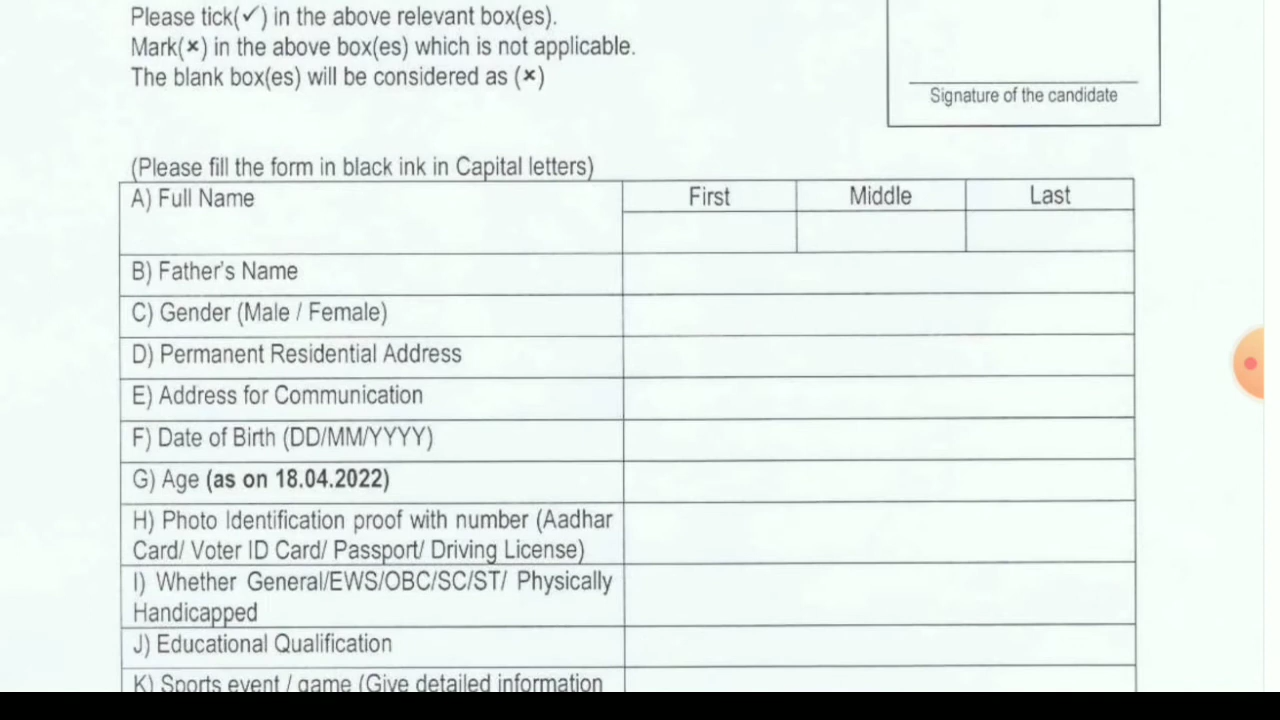 Please tick(✓) in the above relevant box(es).
Mark(×) in the above box(es) which is not applicable.
The blank box(es) will be considered as (×)
Signature of the candidate
(Please fill the form in black ink in Capital letters)
A) Full Name
First Middle Last
B) Father's Name
C) Gender (Male / Female)
D) Permanent Residential Address
E) Address for Communication
F) Date of Birth (DD/MM/YYYY)
G) Age (as on 18.04.2022)
H) Photo Identification proof with number (Aadhar
Card/ Voter ID Card/ Passport/ Driving License)
I) Whether General/EWS/OBC/SC/ST/ Physically
Handicapped
J) Educational Qualification
K) Sports event / game (Give detailed information